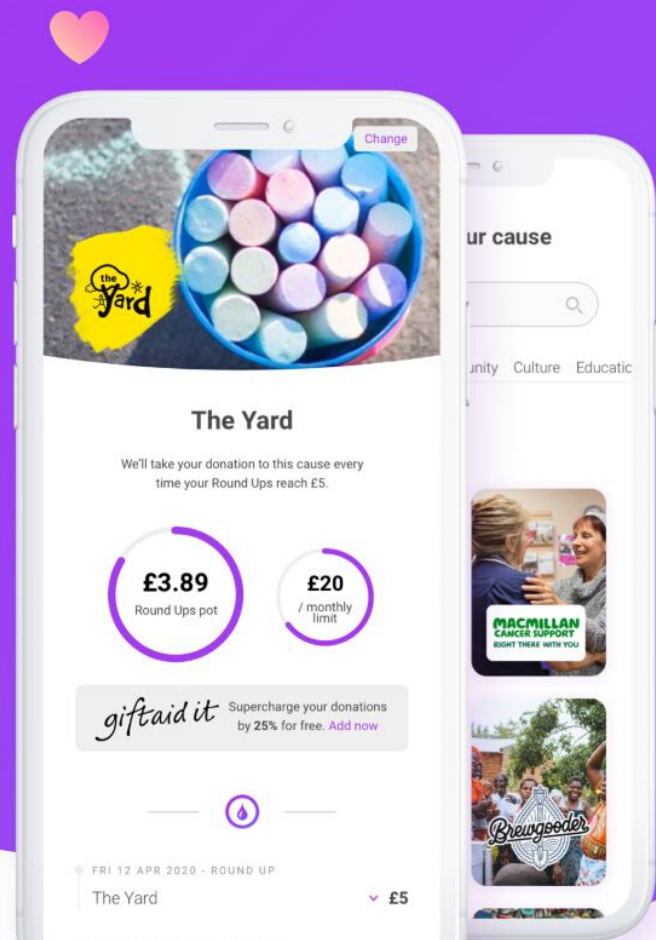 Change
the
Yard
The Yard
We'll take your donation to this cause every
time your Round Ups reach £5.
£3.89
Round Ups pot
£20
/ monthly
limit
giftaid it
Supercharge your donations
by 25% for free. Add now
FRI 12 APR 2020 - ROUND UP
The Yard
£5
ur cause
unity Culture Educatic
MACMILLAN
CANCER SUPPORT
RIGHT THERE WITH YOU
Brewgooder